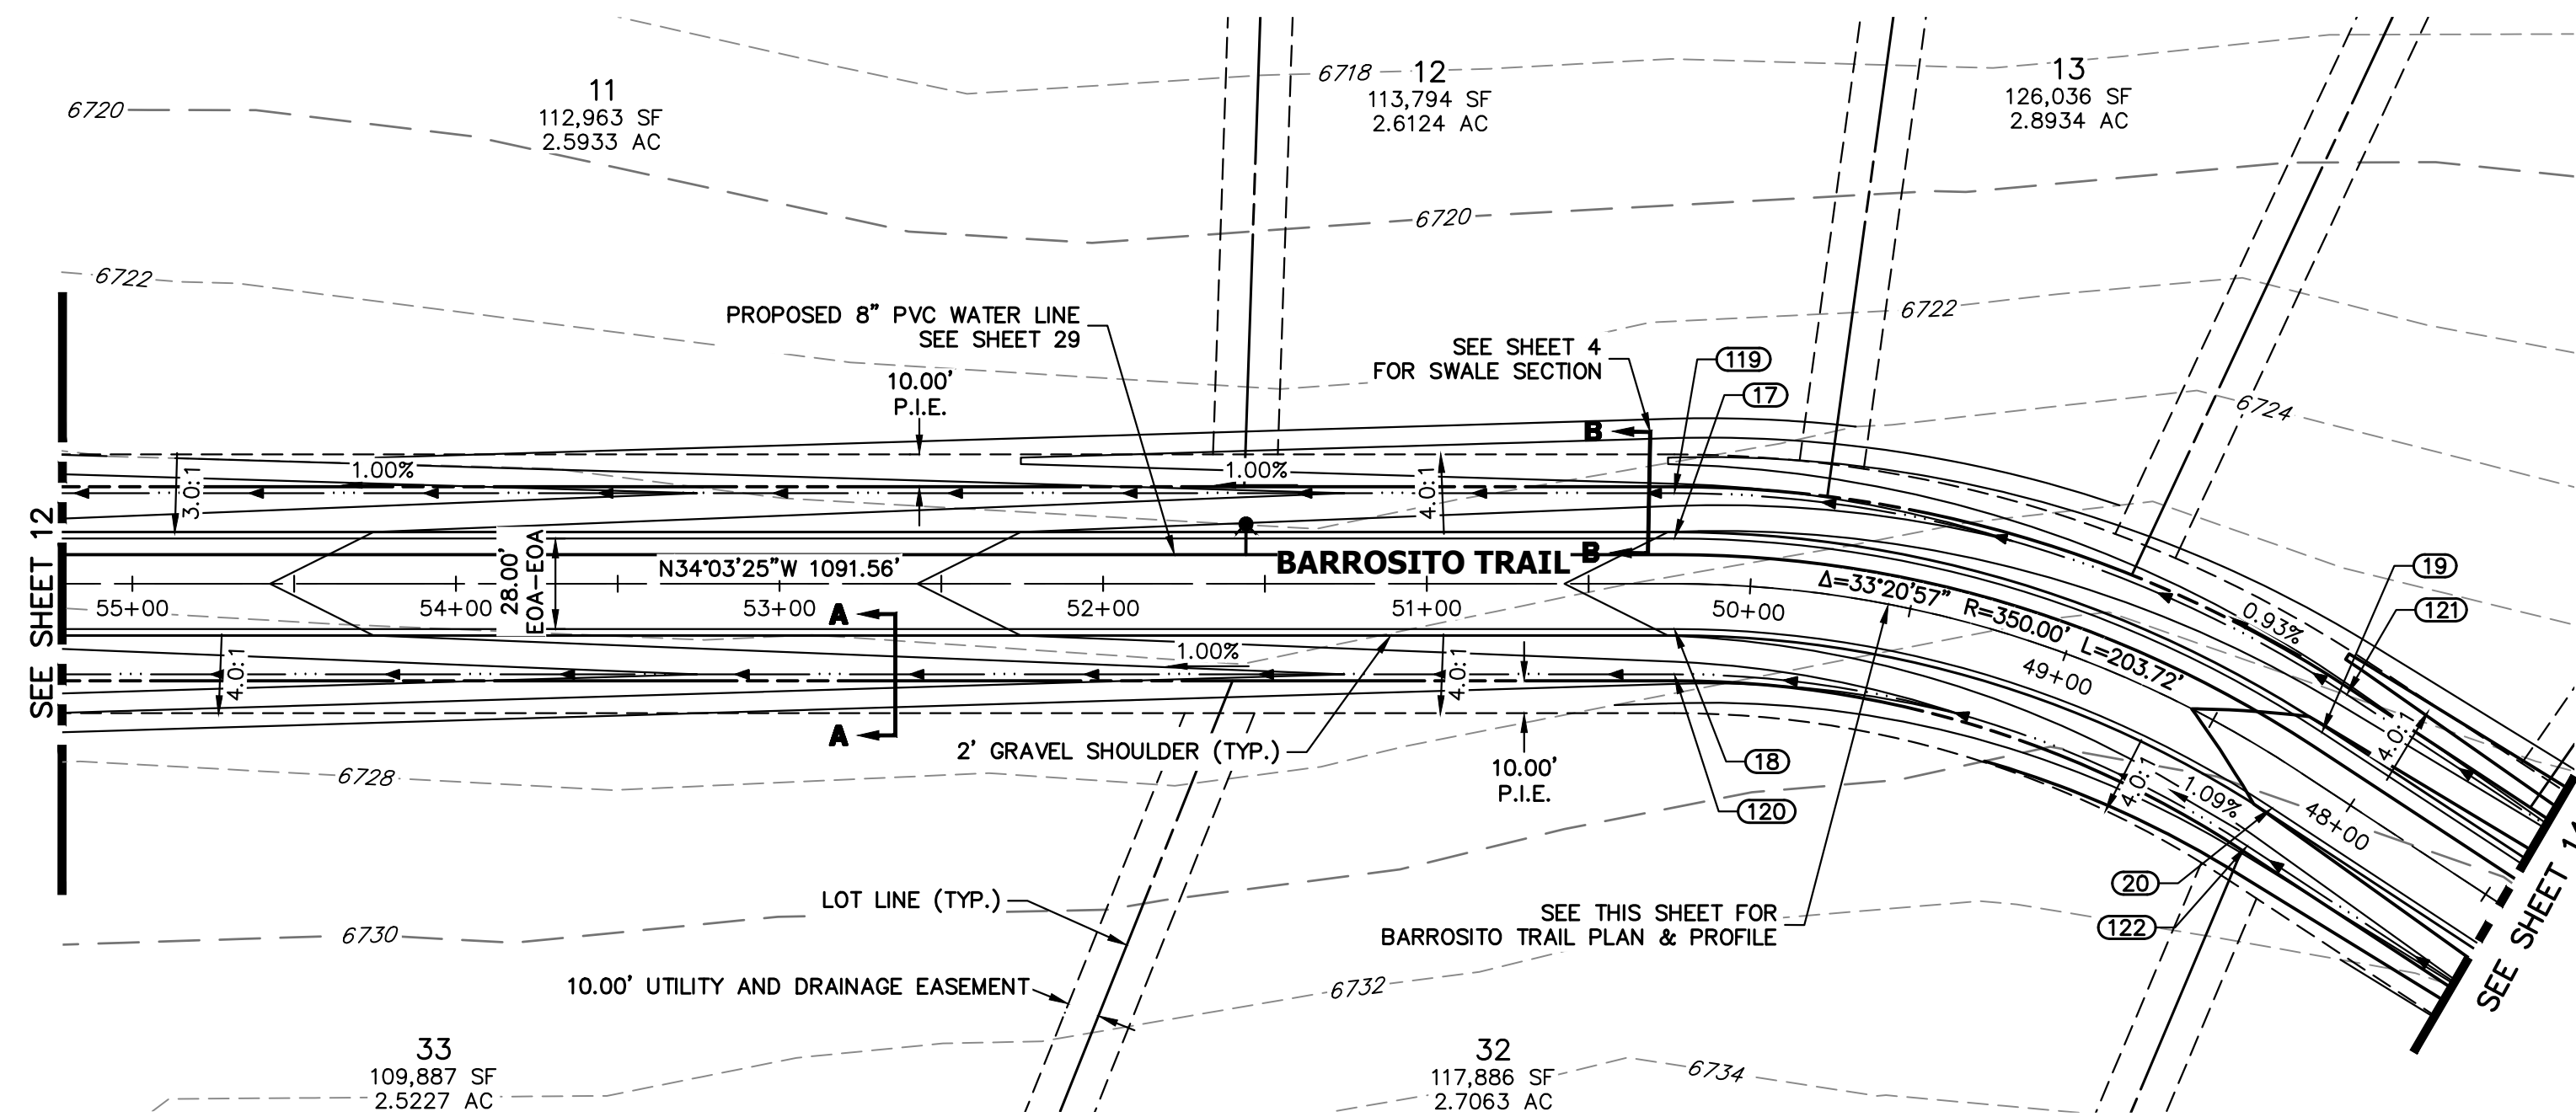 11
112,963 SF
2.5933 AC
6718
12
113,794 SF
2.6124 AC
13
126,036 SF
2.8934 AC
6720
6720
6722
6722
6724
PROPOSED 8" PVC WATER LINE
SEE SHEET 29
SEE SHEET 4
FOR SWALE SECTION
119
17
10.00'
P.I.E.
B
1.00%
1.00%
3.0:1
4.0:1
SEE SHEET 12
28.00'
EOA-EOA
N34°03'25"W 1091.56'
BARROSITO TRAIL
B
Δ=33°20'57" R=350.00' L=203.72'
19
121
0.93%
55+00
54+00
53+00
52+00
51+00
50+00
49+00
48+00
A
A
4.0:1
1.00%
4.0:1
4.0:1
4.0:1
1.09%
2' GRAVEL SHOULDER (TYP.)
10.00'
P.I.E.
18
120
6728
20
122
LOT LINE (TYP.)
SEE THIS SHEET FOR
BARROSITO TRAIL PLAN & PROFILE
6730
10.00' UTILITY AND DRAINAGE EASEMENT
6732
SEE SHEET
33
109,887 SF
2.5227 AC
32
117,886 SF
2.7063 AC
6734